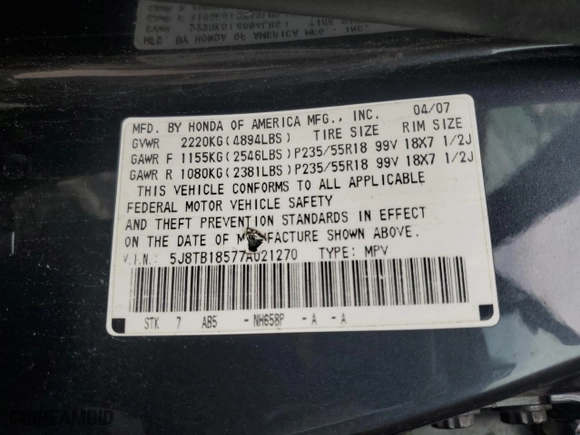 MFD. BY HONDA OF AMERICA MFG., INC. 04/07
GVWR 2220KG(4894LBS) TIRE SIZE RIM SIZE
GAWR F 1155KG(2546LBS)P235/55R18 99V 18X7 1/2J
GAWR R 1080KG(2381LBS)P235/55R18 99V 18X7 1/2J
THIS VEHICLE CONFORMS TO ALL APPLICABLE
FEDERAL MOTOR VEHICLE SAFETY
AND THEFT PREVENTION STANDARDS IN EFFECT
ON THE DATE OF MANUFACTURE SHOWN ABOVE.
V.I.N.: 5J8TB18577A021270 TYPE: MPV
STK 7 AB5 -NH658P -A -A